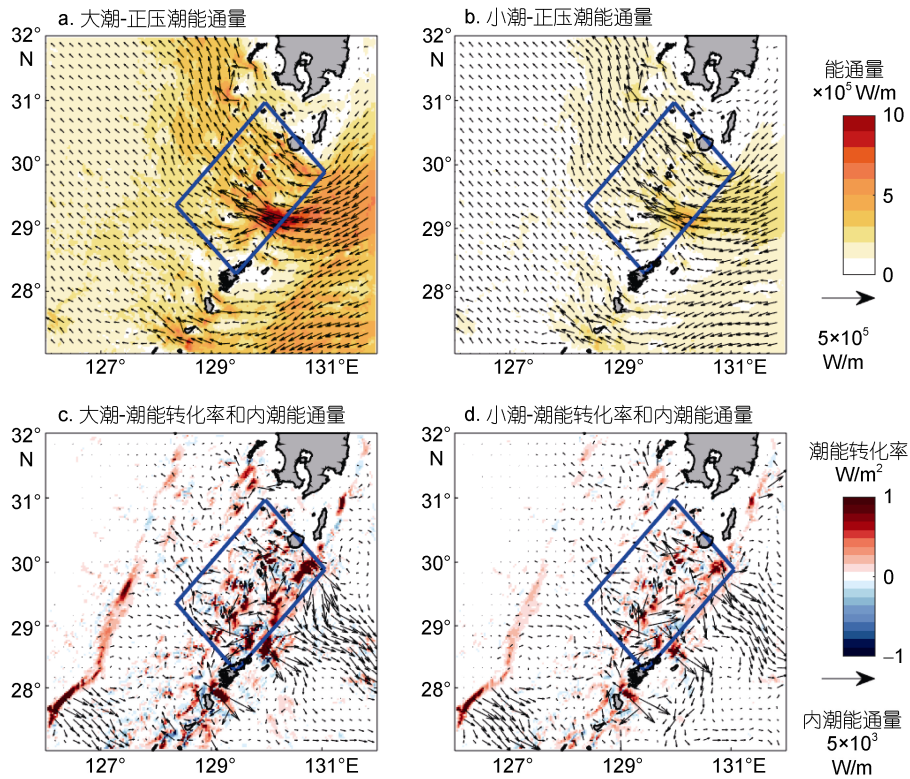 a. 大潮-正压潮能通量
b. 小潮-正压潮能通量
32°
N
31°
30°
29°
28°
127°
129°
131°E
32°
N
31°
30°
29°
28°
127°
129°
131°E
能通量
×10⁵ W/m
10
5
0
5×10⁵
W/m
c. 大潮-潮能转化率和内潮能通量
d. 小潮-潮能转化率和内潮能通量
32°
N
31°
30°
29°
28°
127°
129°
131°E
32°
N
31°
30°
29°
28°
127°
129°
131°E
潮能转化率
W/m²
1
0
−1
内潮能通量
5×10³
W/m